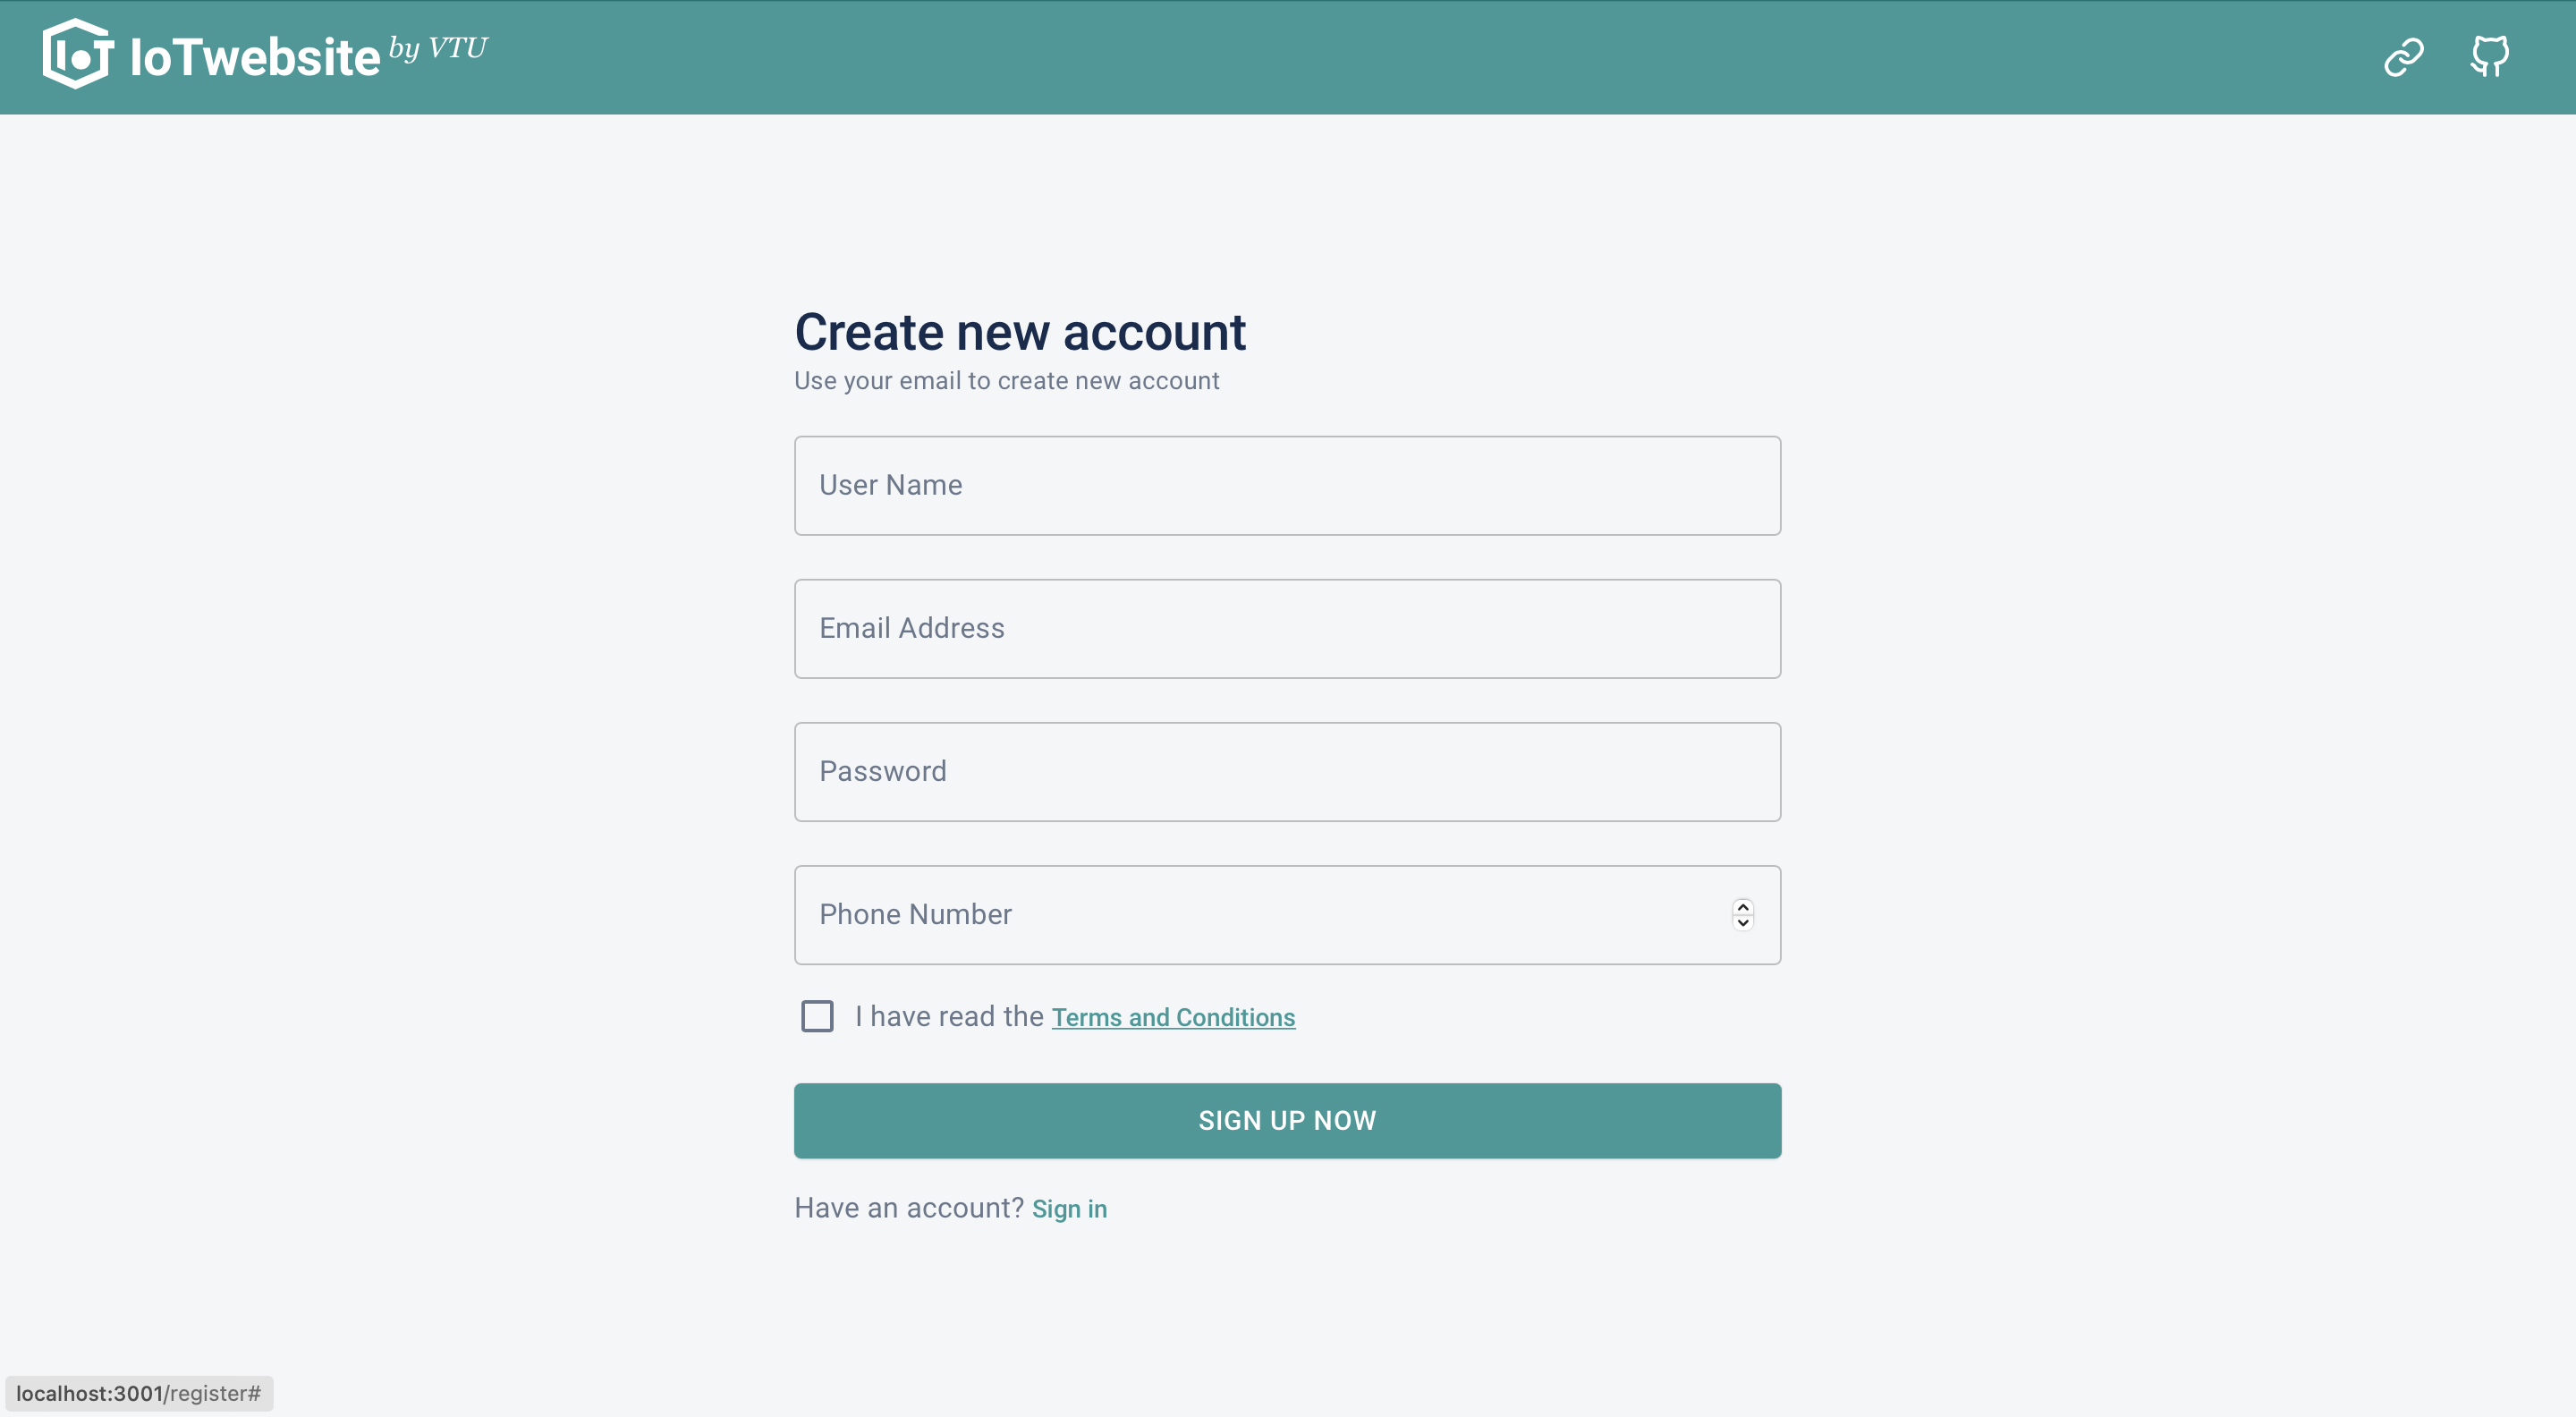 IoT IoTwebsite by VTU
Create new account
Use your email to create new account
User Name
Email Address
Password
Phone Number
I have read the Terms and Conditions
SIGN UP NOW
Have an account? Sign in
localhost:3001/register#